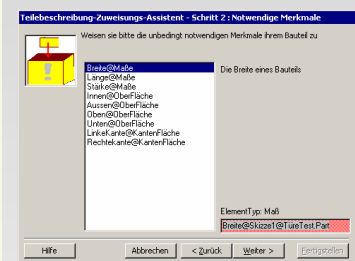 Teilebeschreibung-Zuweisungs-Assistent - Schritt 2 : Notwendige Merkmale
Weisen sie bitte die unbedingt notwendigen Merkmale ihrem Bauteil zu
Breite@Maße
Länge@Maße
Stärke@Maße
Innen@OberFläche
Aussen@OberFläche
Oben@OberFläche
Unten@OberFläche
LinkeKante@KantenFläche
Rechtekante@KantenFläche
Die Breite eines Bauteils
ElementTyp: Maß
Breite@Skizze1@TüreTest.Part
Hilfe
Abbrechen
< Zurück
Weiter >
Fertigstellen